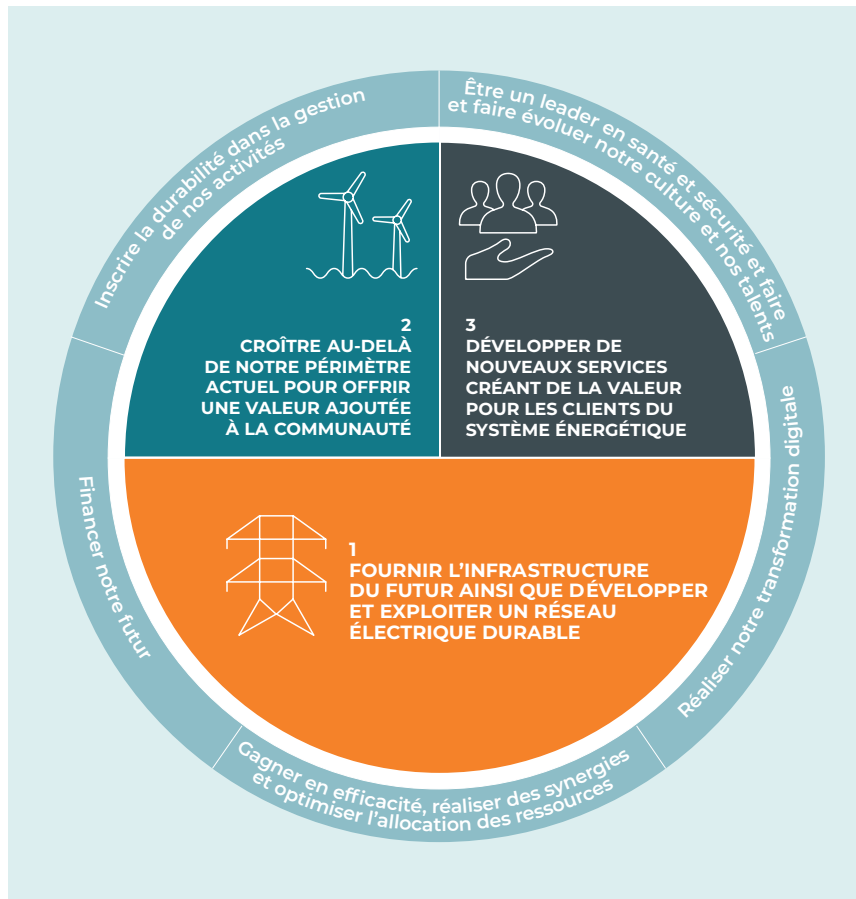 Inscrire la durabilité dans la gestion
de nos activités
Être un leader en santé et sécurité et faire
et faire évoluer notre culture et nos talents
2
CROÎTRE AU-DELÀ
DE NOTRE PÉRIMÈTRE
ACTUEL POUR OFFRIR
UNE VALEUR AJOUTÉE
À LA COMMUNAUTÉ
3
DÉVELOPPER DE
NOUVEAUX SERVICES
CRÉANT DE LA VALEUR
POUR LES CLIENTS DU
SYSTÈME ÉNERGÉTIQUE
Financer notre futur
Réaliser notre transformation digitale
1
FOURNIR L'INFRASTRUCTURE
DU FUTUR AINSI QUE DÉVELOPPER
ET EXPLOITER UN RÉSEAU
ÉLECTRIQUE DURABLE
Gagner en efficacité, réaliser des synergies
et optimiser l'allocation des ressources